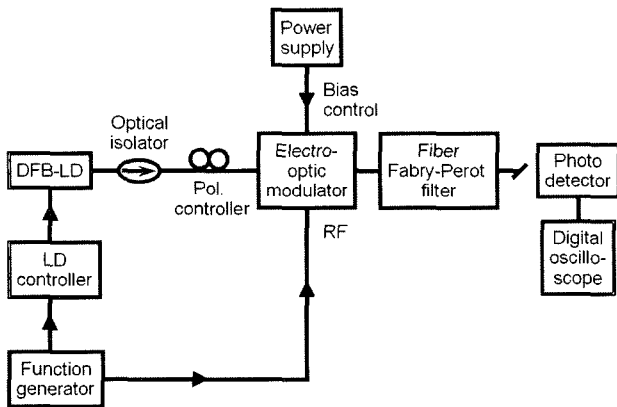 Power
supply
Bias
control
Optical
isolator
DFB-LD
Pol.
controller
Electro-
optic
modulator
Fiber
Fabry-Perot
filter
Photo
detector
RF
LD
controller
Digital
oscillo-
scope
Function
generator